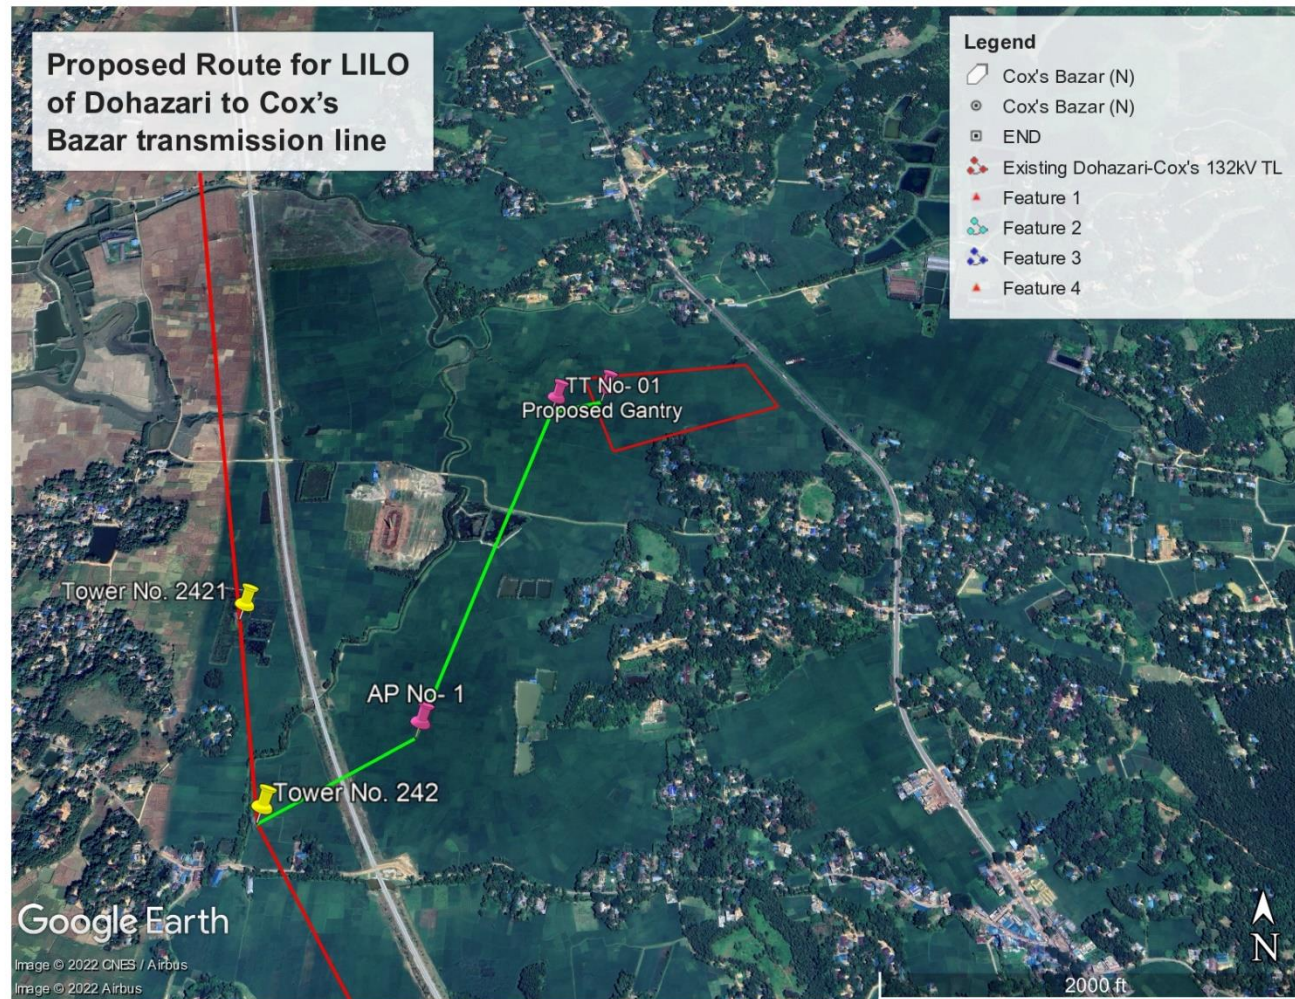 Proposed Route for LILO
of Dohazari to Cox’s
Bazar transmission line
Legend
Cox's Bazar (N)
Cox's Bazar (N)
END
Existing Dohazari-Cox's 132kV TL
Feature 1
Feature 2
Feature 3
Feature 4
TT No- 01
Proposed Gantry
Tower No. 2421
AP No- 1
Tower No. 242
Google Earth
Image © 2022 CNES / Airbus
Image © 2022 Airbus
N
2000 ft